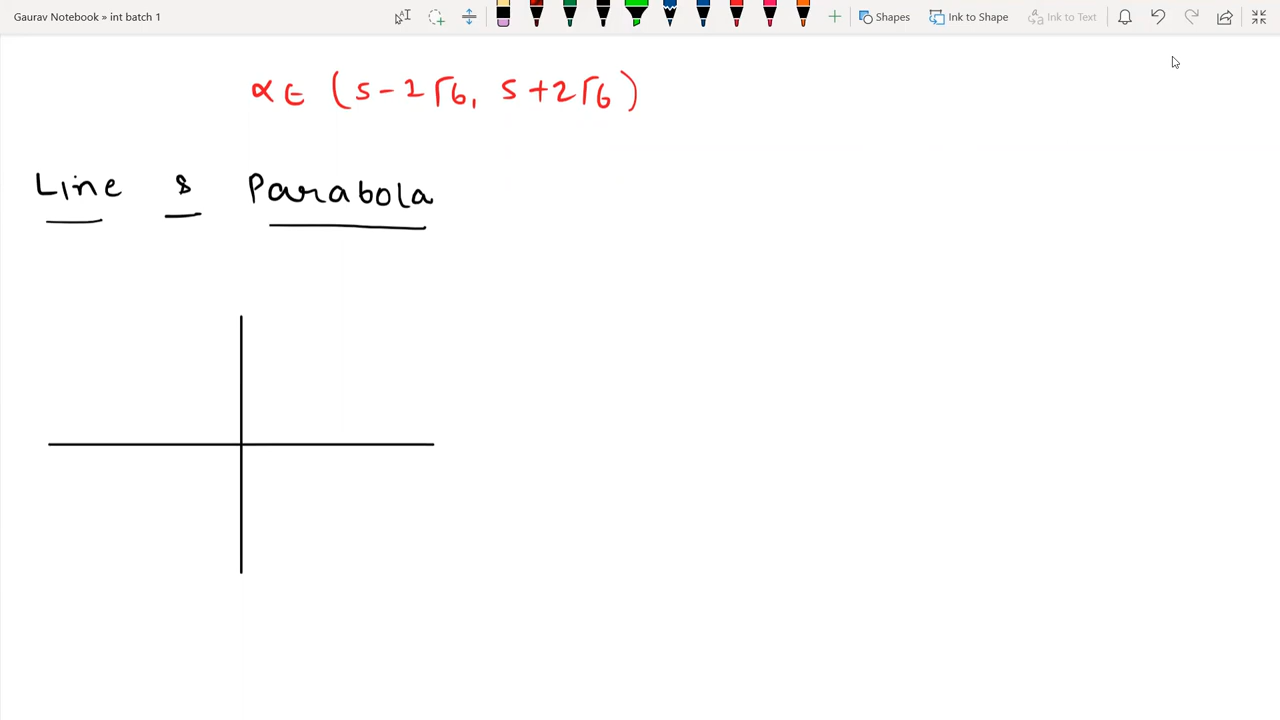 Gaurav Notebook » int batch 1
Shapes
Ink to Shape
Ink to Text
α ∈ (5-2√6, 5+2√6)
Line & Parabola